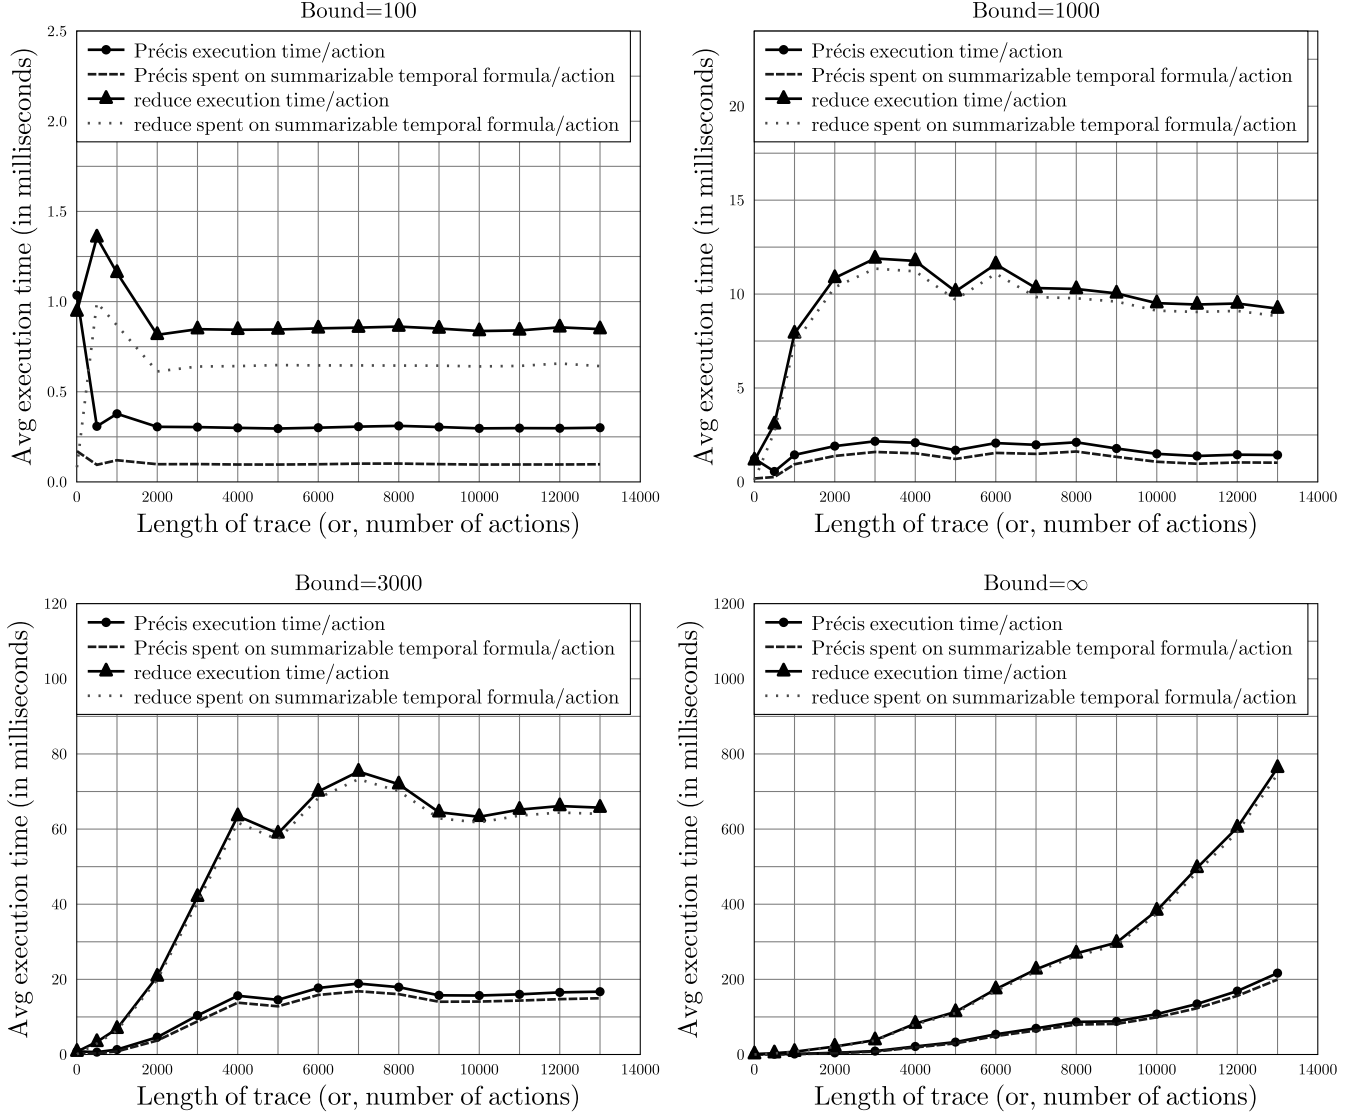 Bound=100
Avg execution time (in milliseconds)
2.5
2.0
1.5
1.0
0.5
0.0
Précis execution time/action
Précis spent on summarizable temporal formula/action
reduce execution time/action
reduce spent on summarizable temporal formula/action
0 2000 4000 6000 8000 10000 12000 14000
Length of trace (or, number of actions)
Bound=1000
Avg execution time (in milliseconds)
20
15
10
5
0
Précis execution time/action
Précis spent on summarizable temporal formula/action
reduce execution time/action
reduce spent on summarizable temporal formula/action
0 2000 4000 6000 8000 10000 12000 14000
Length of trace (or, number of actions)
Bound=3000
Avg execution time (in milliseconds)
120
100
80
60
40
20
0
Précis execution time/action
Précis spent on summarizable temporal formula/action
reduce execution time/action
reduce spent on summarizable temporal formula/action
0 2000 4000 6000 8000 10000 12000 14000
Length of trace (or, number of actions)
Bound=∞
Avg execution time (in milliseconds)
1200
1000
800
600
400
200
0
Précis execution time/action
Précis spent on summarizable temporal formula/action
reduce execution time/action
reduce spent on summarizable temporal formula/action
0 2000 4000 6000 8000 10000 12000 14000
Length of trace (or, number of actions)